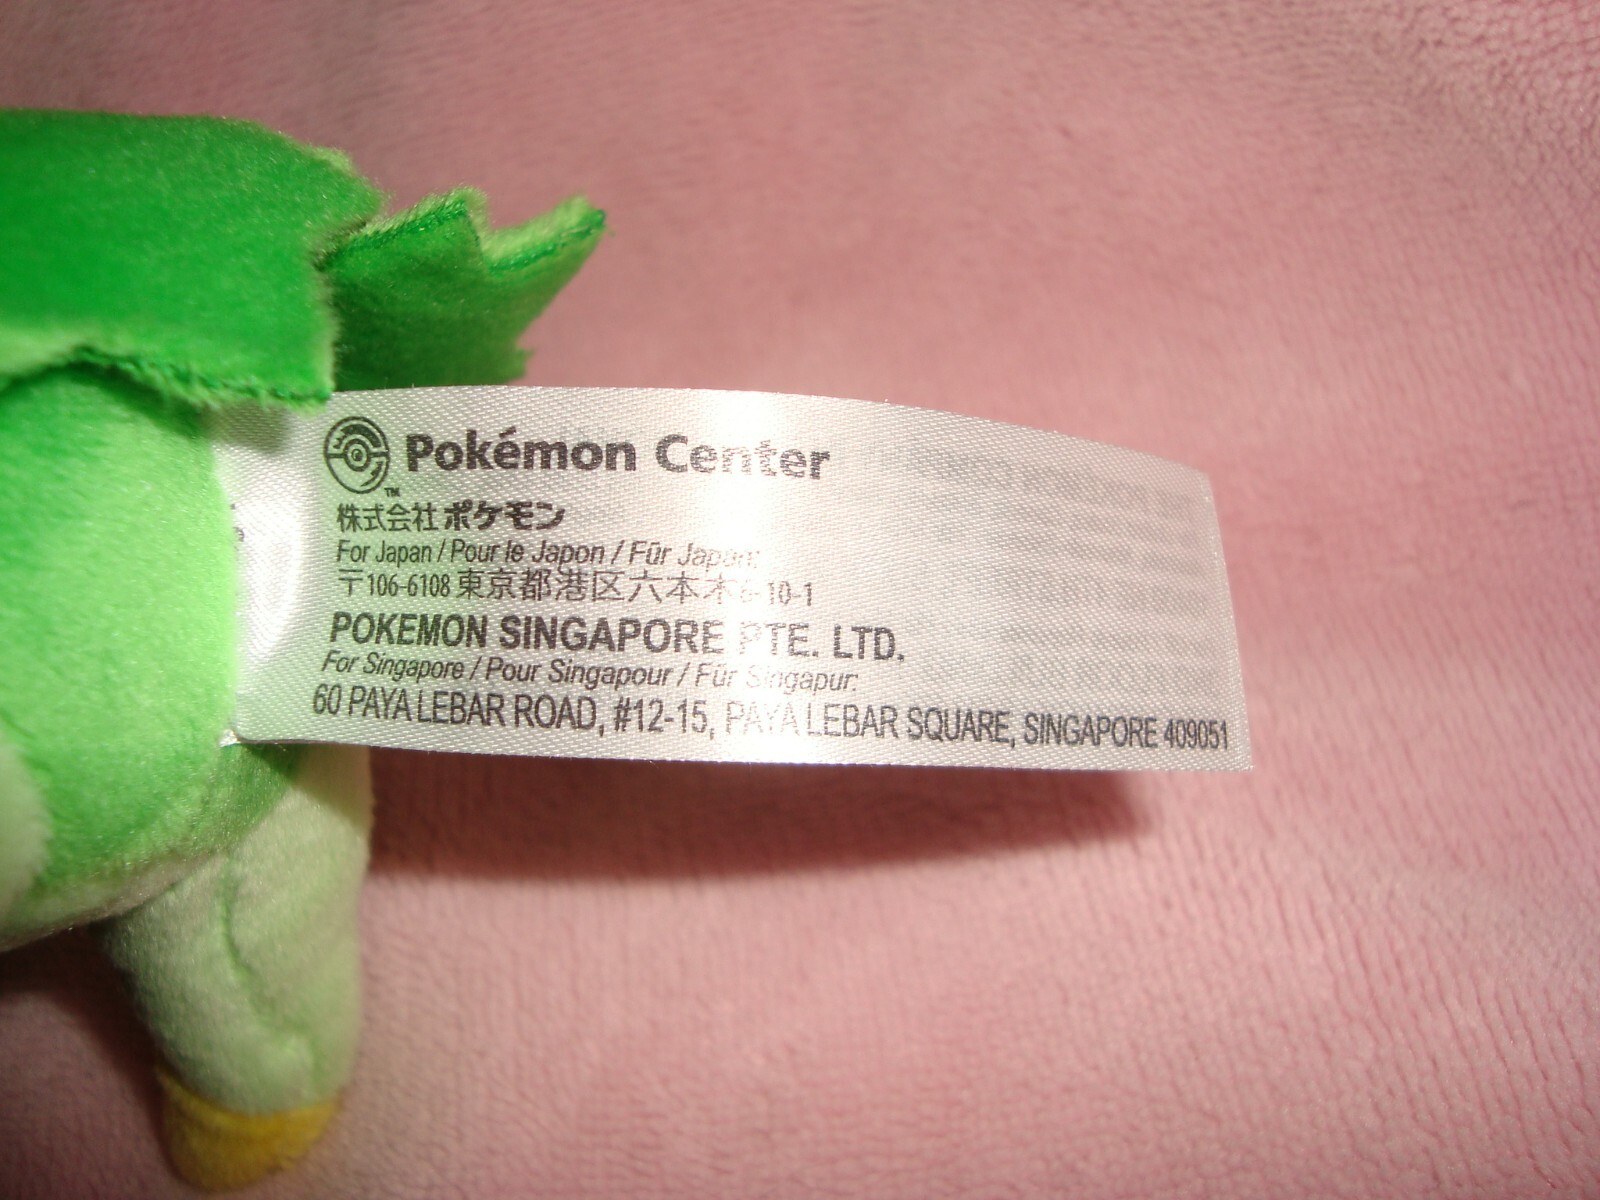 Pokémon Center
TM
株式会社ポケモン
For Japan / Pour le Japon / Für Japan:
〒106-6108 東京都港区六本木6-10-1
POKEMON SINGAPORE PTE. LTD.
For Singapore / Pour Singapour / Für Singapur:
60 PAYA LEBAR ROAD, #12-15, PAYA LEBAR SQUARE, SINGAPORE 409051